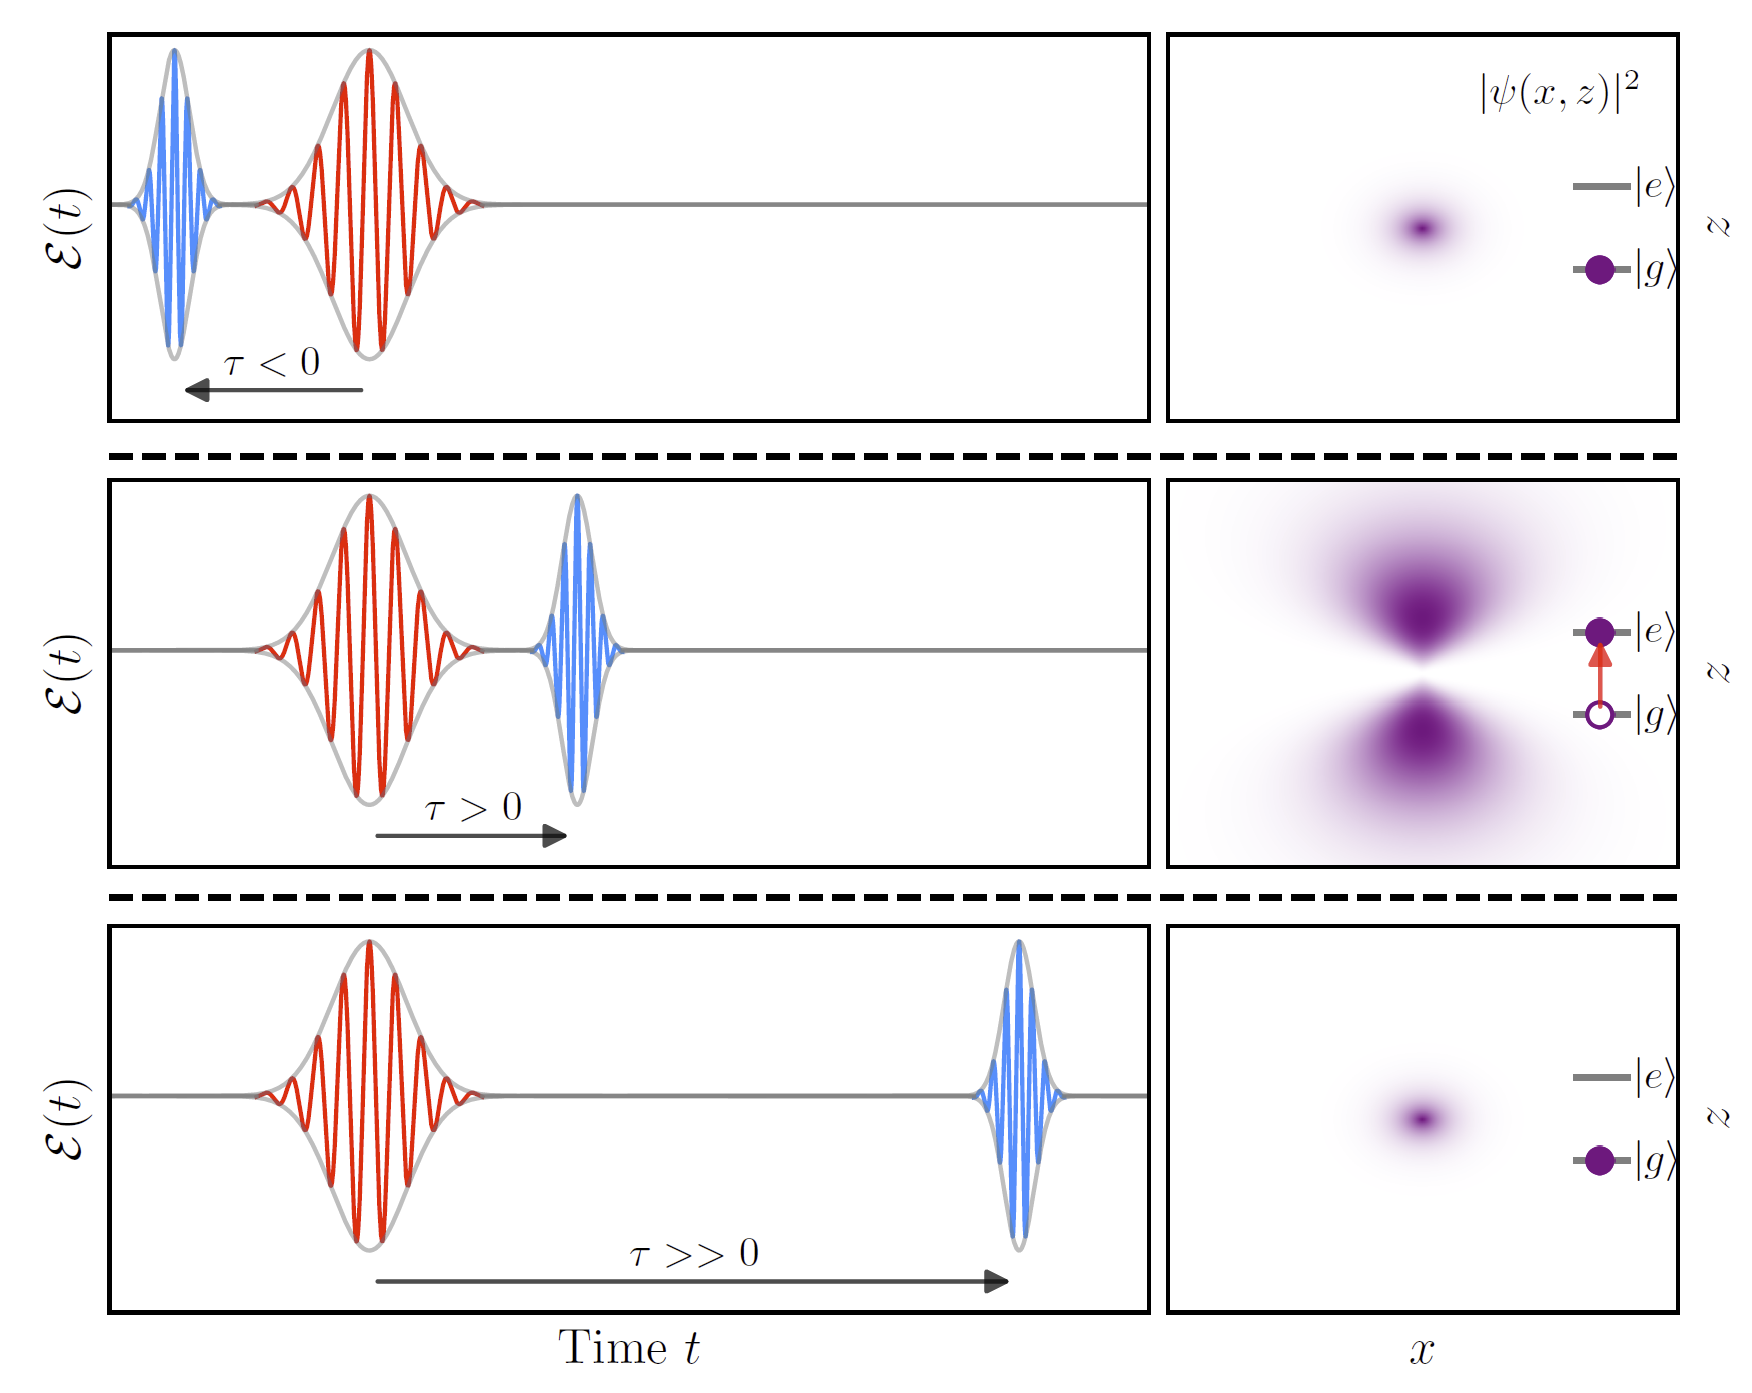 ℰ(t)
τ < 0
|ψ(x, z)|²
|e⟩
|g⟩
z
ℰ(t)
τ > 0
|e⟩
|g⟩
z
ℰ(t)
τ >> 0
|e⟩
|g⟩
z
Time t
x